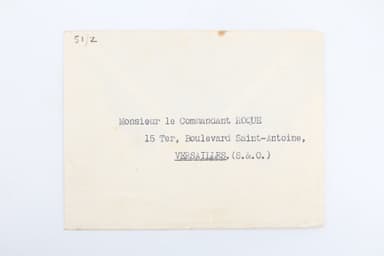 51/2
Monsieur le Commandant ROQUE
15 Ter, Boulevard Saint-Antoine,
VERSAILLES.(S.&.O.)